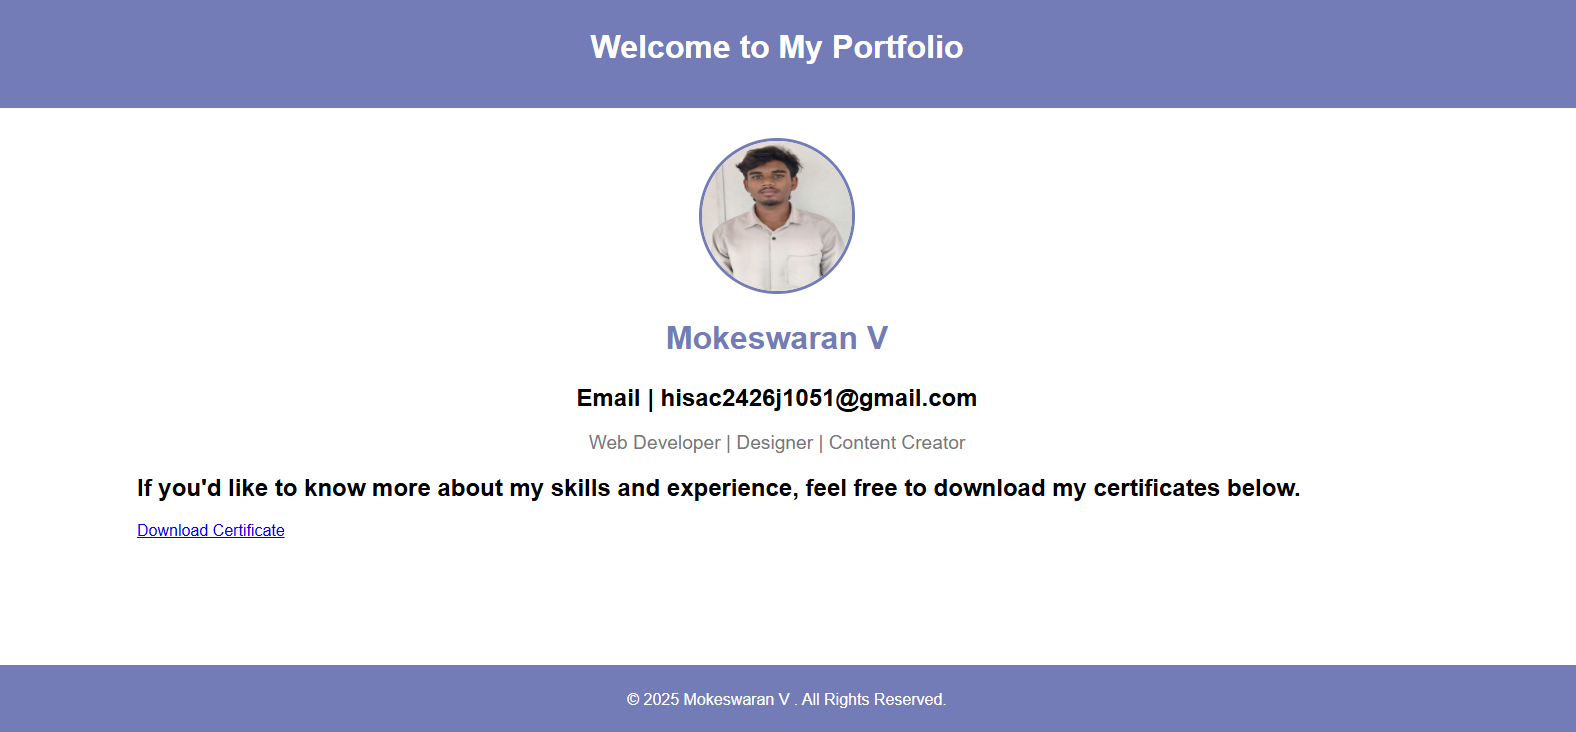 Welcome to My Portfolio
Mokeswaran V
Email | hisac2426j1051@gmail.com
Web Developer | Designer | Content Creator
If you'd like to know more about my skills and experience, feel free to download my certificates below.
Download Certificate
© 2025 Mokeswaran V . All Rights Reserved.